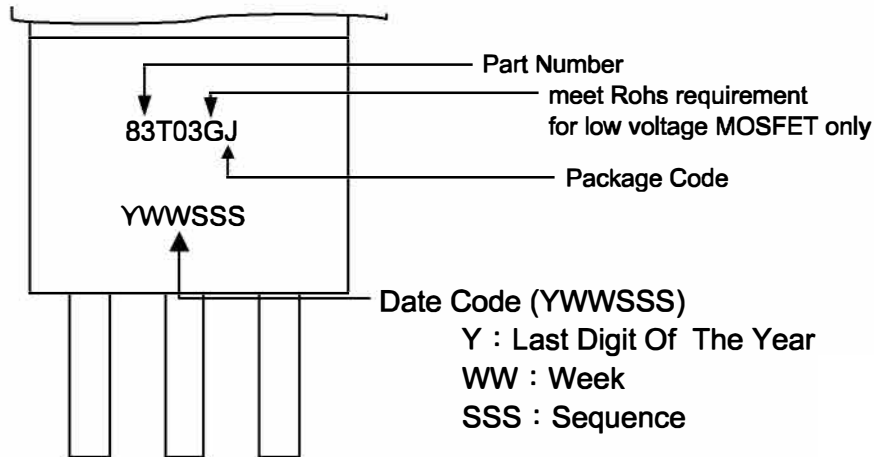 Part Number
meet Rohs requirement
for low voltage MOSFET only
83T03GJ
Package Code
YWWSSS
Date Code (YWWSSS)
Y：Last Digit Of The Year
WW：Week
SSS：Sequence